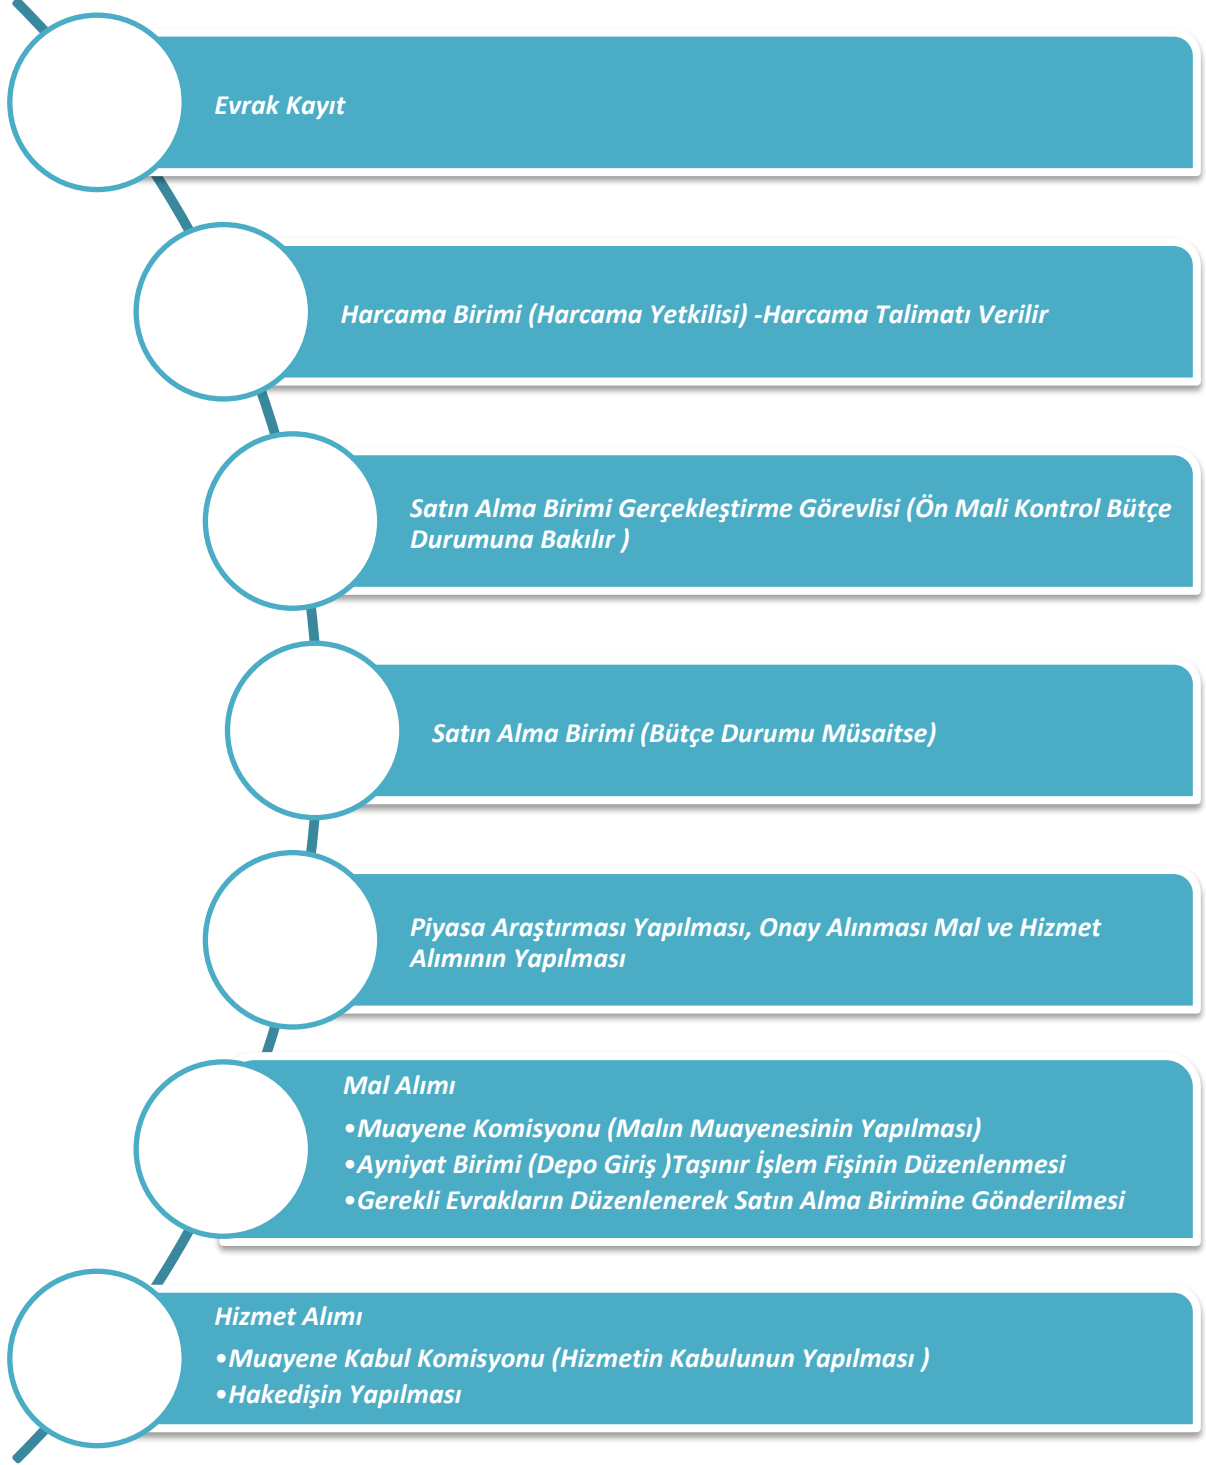 Evrak Kayıt
Harcama Birimi (Harcama Yetkilisi) -Harcama Talimatı Verilir
Satın Alma Birimi Gerçekleştirme Görevlisi (Ön Mali Kontrol Bütçe
Durumuna Bakılır )
Satın Alma Birimi (Bütçe Durumu Müsaitse)
Piyasa Araştırması Yapılması, Onay Alınması Mal ve Hizmet
Alımının Yapılması
Mal Alımı
•Muayene Komisyonu (Malın Muayenesinin Yapılması)
•Ayniyat Birimi (Depo Giriş )Taşınır İşlem Fişinin Düzenlenmesi
•Gerekli Evrakların Düzenlenerek Satın Alma Birimine Gönderilmesi
Hizmet Alımı
•Muayene Kabul Komisyonu (Hizmetin Kabulunun Yapılması )
•Hakedişin Yapılması